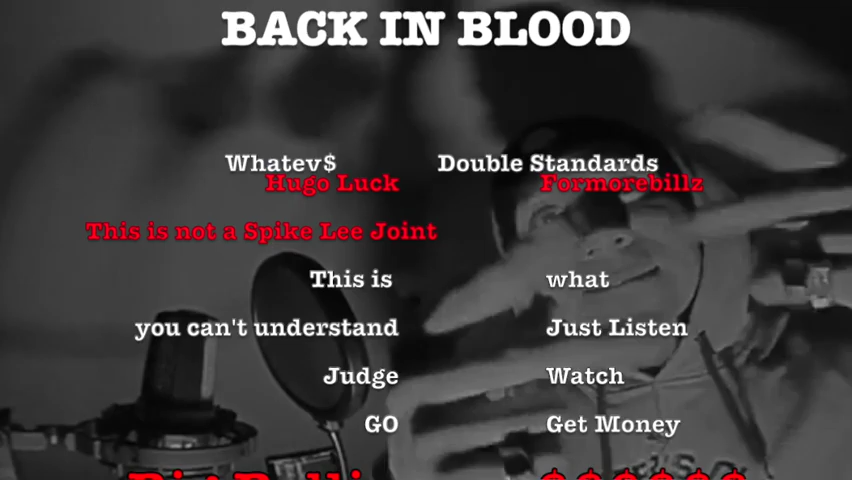 BACK IN BLOOD
Whatev$ Double Standards
Hugo Luck Formorebillz
This is not a Spike Lee Joint
This is what
you can't understand Just Listen
Judge Watch
GO Get Money
$$$$$$